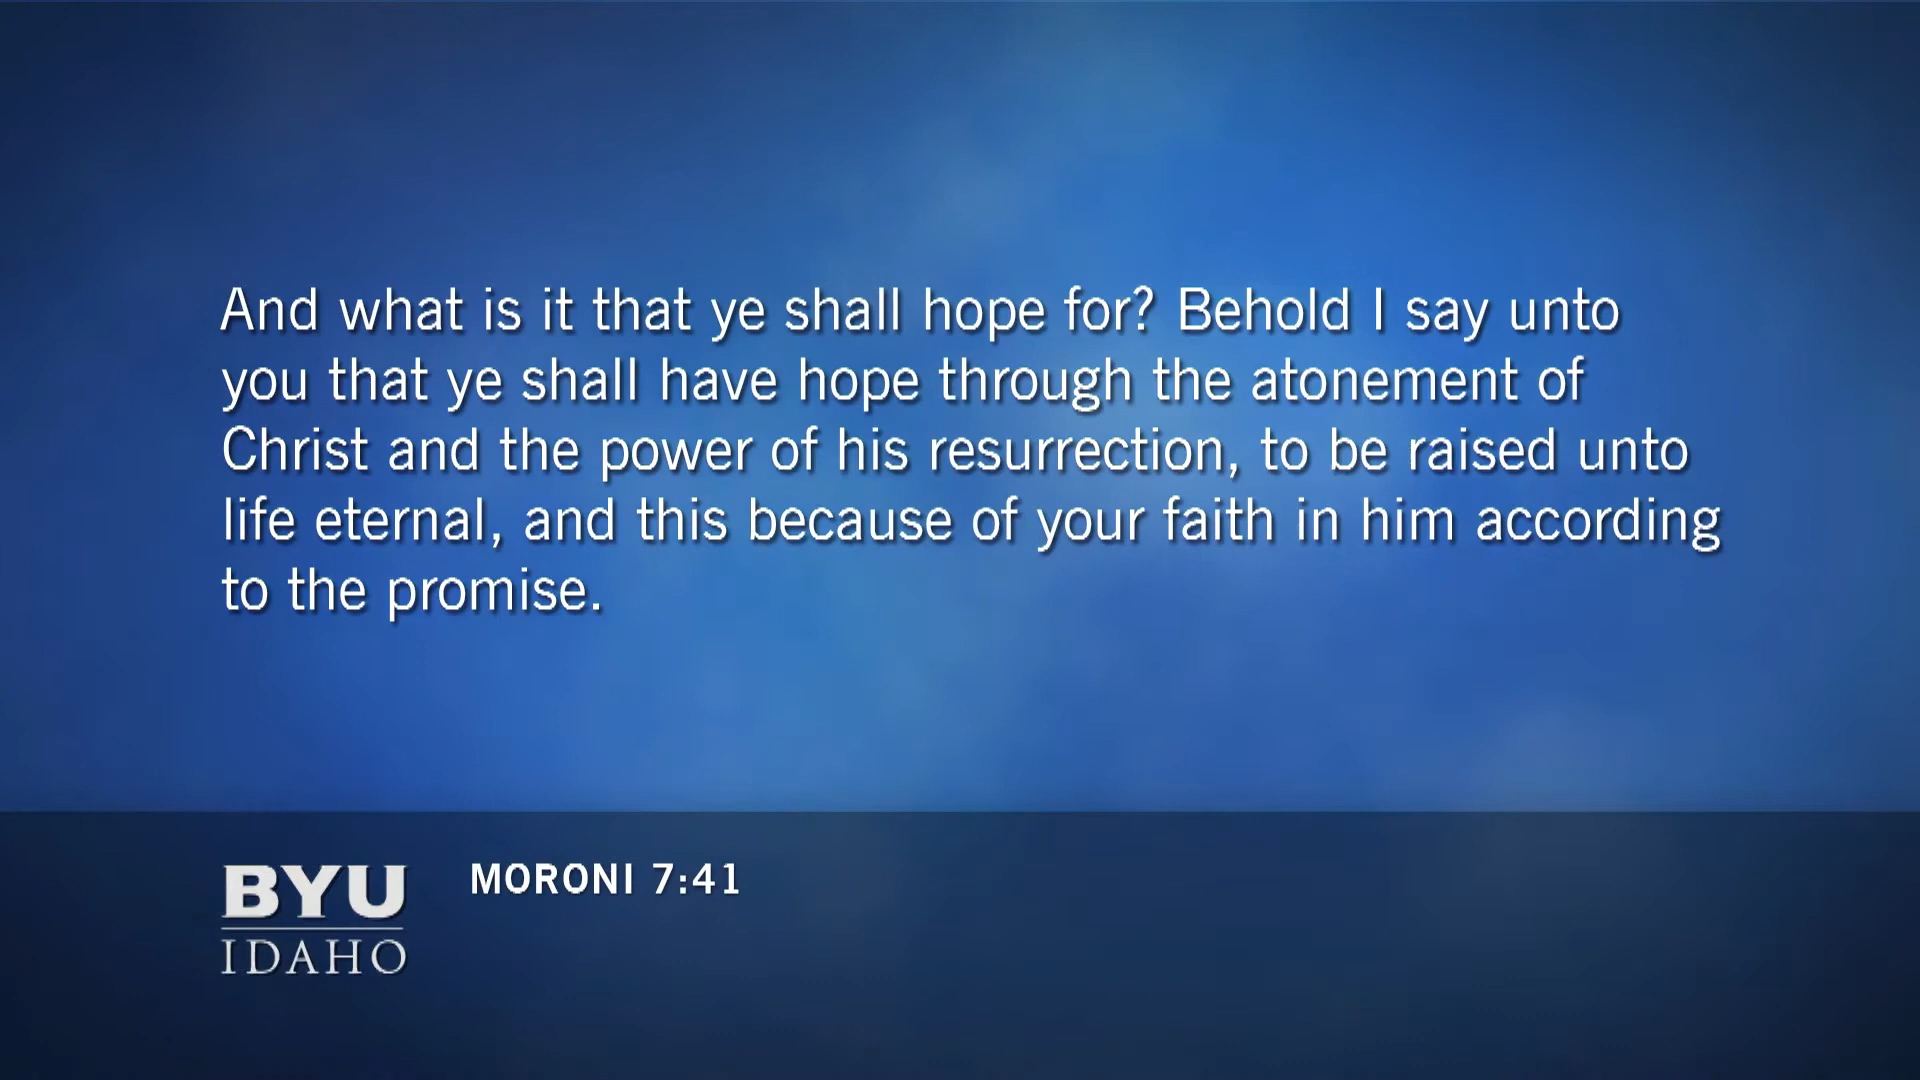 And what is it that ye shall hope for? Behold I say unto
you that ye shall have hope through the atonement of
Christ and the power of his resurrection, to be raised unto
life eternal, and this because of your faith in him according
to the promise.
BYU
IDAHO
MORONI 7:41